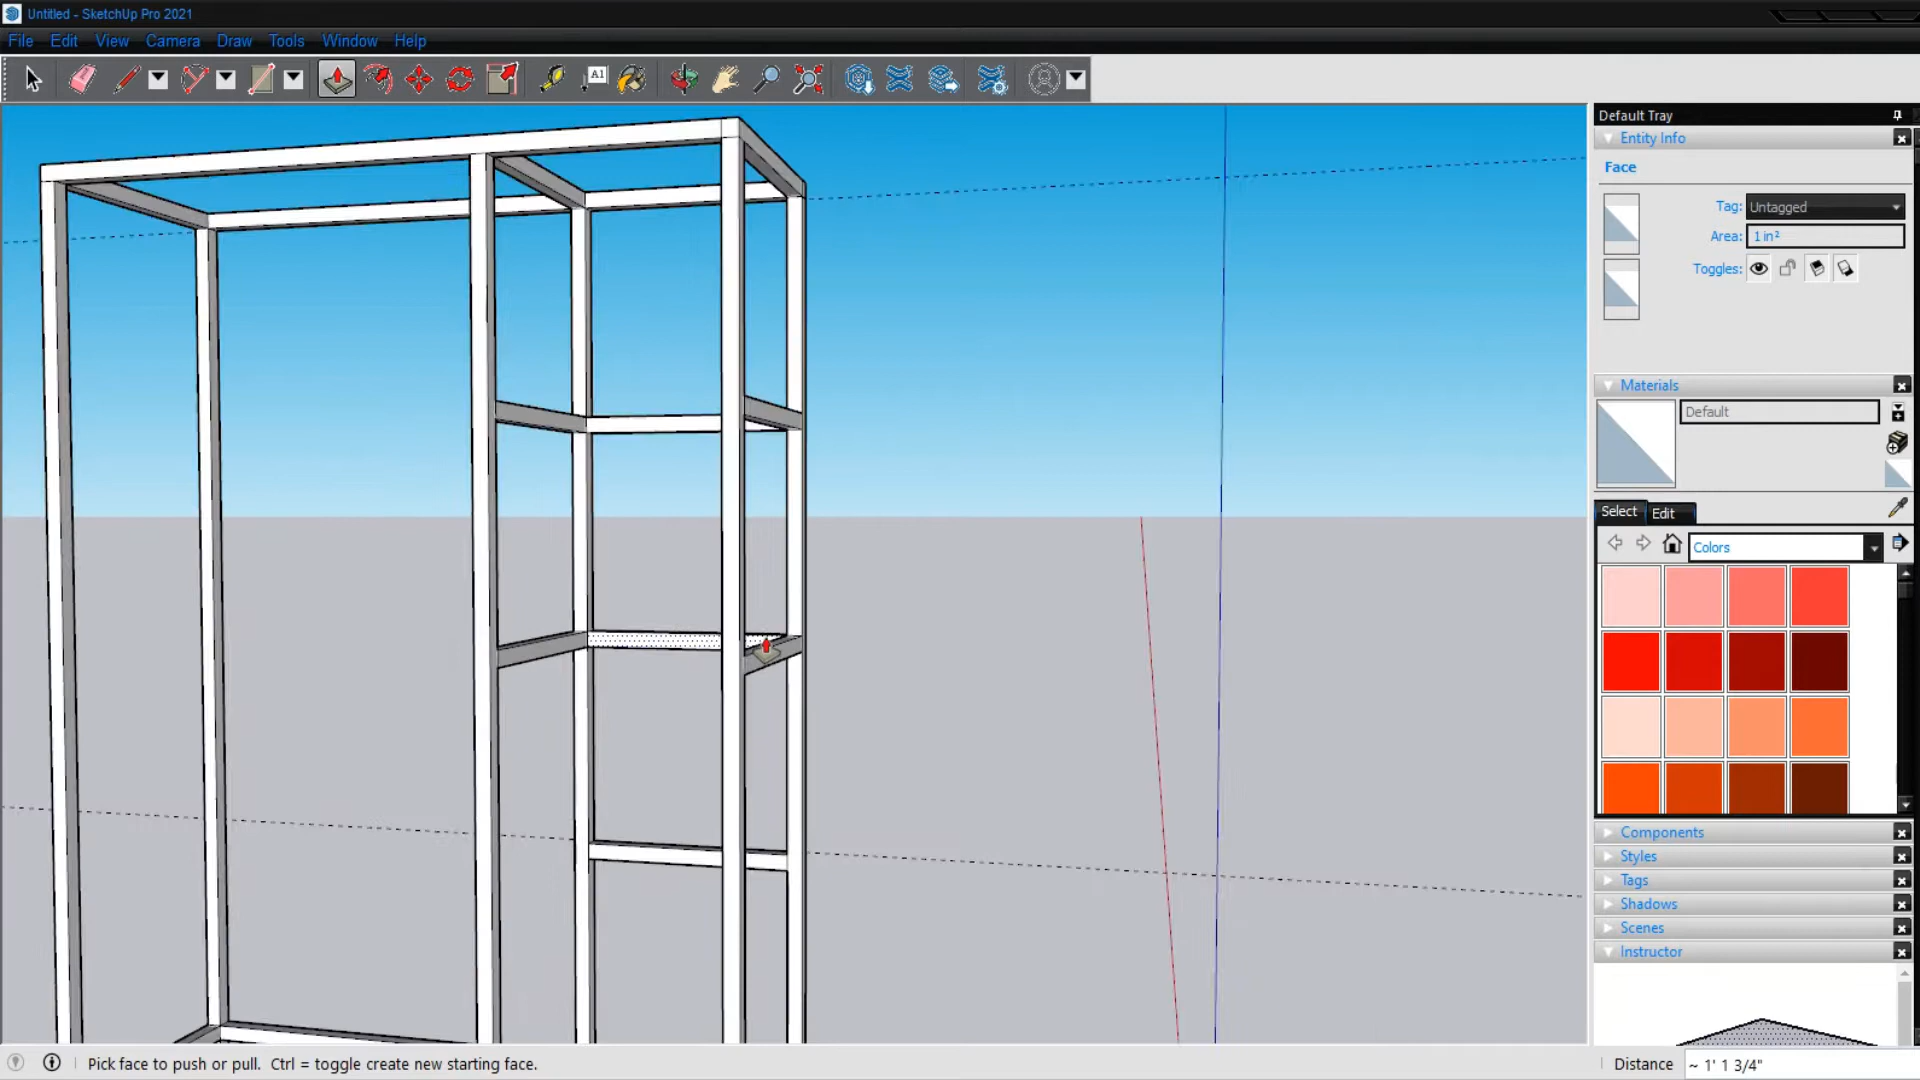 Untitled - SketchUp Pro 2021
File Edit View Camera Draw Tools Window Help
A1
Default Tray
Entity Info
Face
Tag: Untagged
Area: 1 in²
Toggles:
Materials
Default
Select Edit
Colors
Components
Styles
Tags
Shadows
Scenes
Instructor
Pick face to push or pull. Ctrl = toggle create new starting face.
Distance ~ 1' 1 3/4"